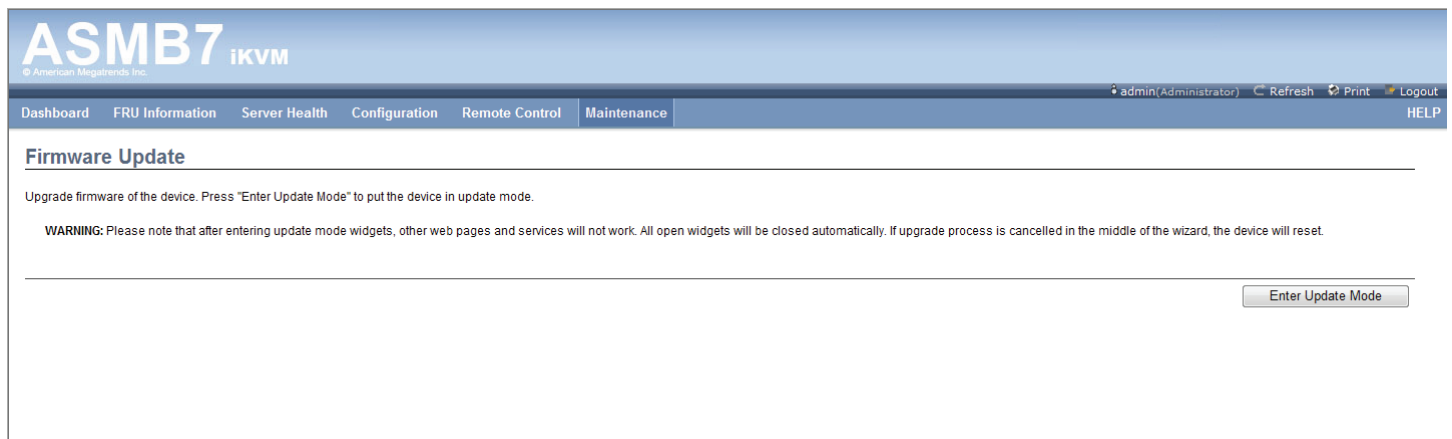 ASMB7 iKVM
© American Megatrends Inc.
admin(Administrator) Refresh Print Logout
Dashboard FRU Information Server Health Configuration Remote Control Maintenance HELP
Firmware Update
Upgrade firmware of the device. Press "Enter Update Mode" to put the device in update mode.
WARNING: Please note that after entering update mode widgets, other web pages and services will not work. All open widgets will be closed automatically. If upgrade process is cancelled in the middle of the wizard, the device will reset.
Enter Update Mode